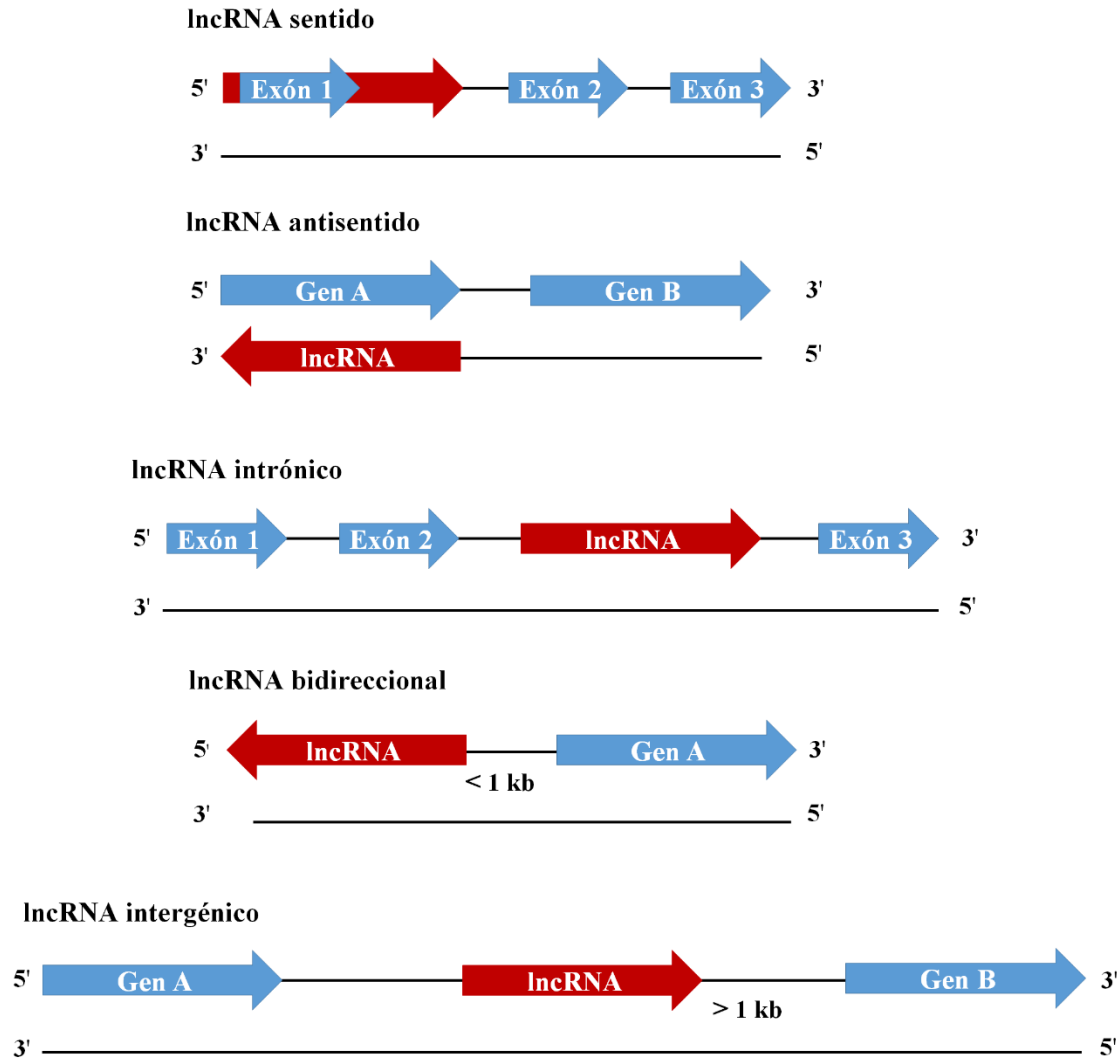 lncRNA sentido
5' Exón 1 Exón 2 Exón 3 3'
3' 5'
lncRNA antisentido
5' Gen A Gen B 3'
3' lncRNA 5'
lncRNA intrónico
5' Exón 1 Exón 2 lncRNA Exón 3 3'
3' 5'
lncRNA bidireccional
5' lncRNA Gen A 3'
< 1 kb
3' 5'
lncRNA intergénico
5' Gen A lncRNA Gen B 3'
> 1 kb
3' 5'